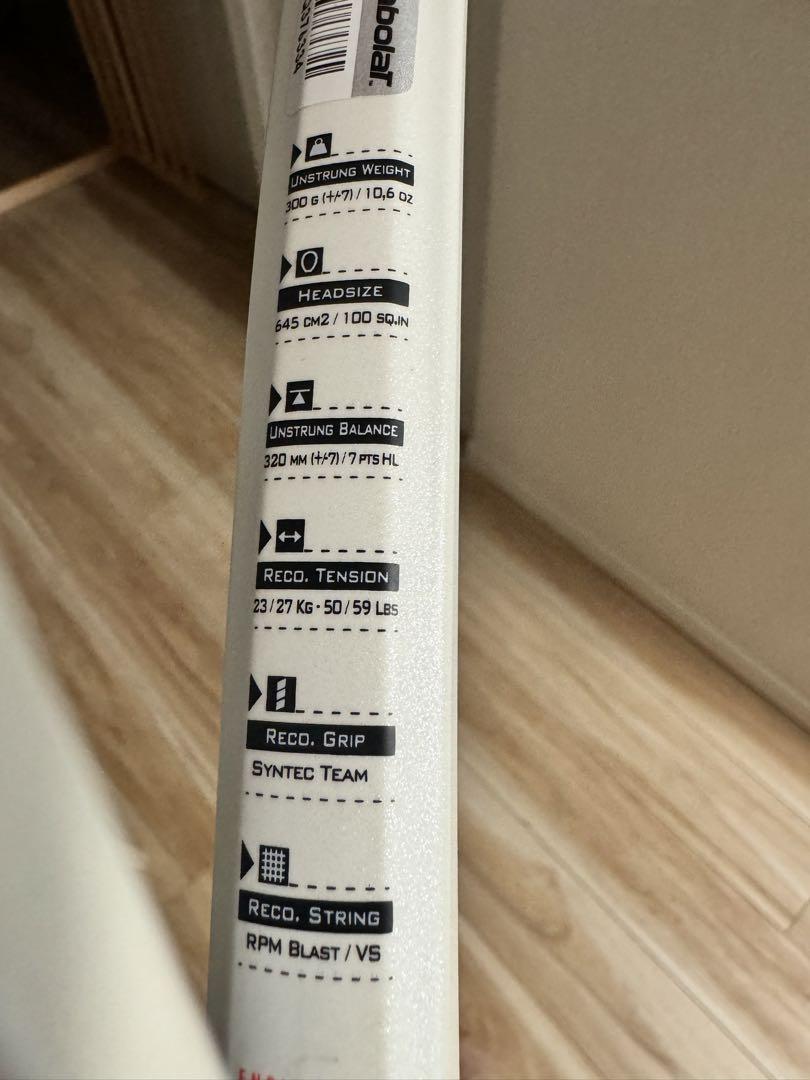 UNSTRUNG WEIGHT
300 G (+/-7) / 10,6 OZ
HEADSIZE
645 CM2 / 100 SQ.IN
UNSTRUNG BALANCE
320 MM (+/-7) / 7 PTS HL
RECO. TENSION
23 / 27 KG · 50 / 59 LBS
RECO. GRIP
SYNTEC TEAM
RECO. STRING
RPM BLAST / VS